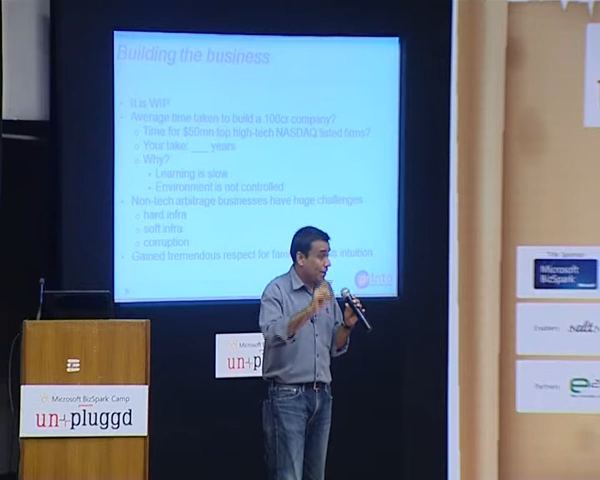 Building the business
It is WIP!
Average time taken to build a 100cr company?
Time for $50mn top high-tech NASDAQ listed firms?
Your take: ___ years
Why?
Learning is slow
Environment is not controlled
Non-tech arbitrage businesses have huge challenges
hard infra
soft infra
corruption
Gained tremendous respect for intuition
Microsoft BizSpark Camp
un-pluggd
Microsoft
un-p
Microsoft
BizSpark
Partners: